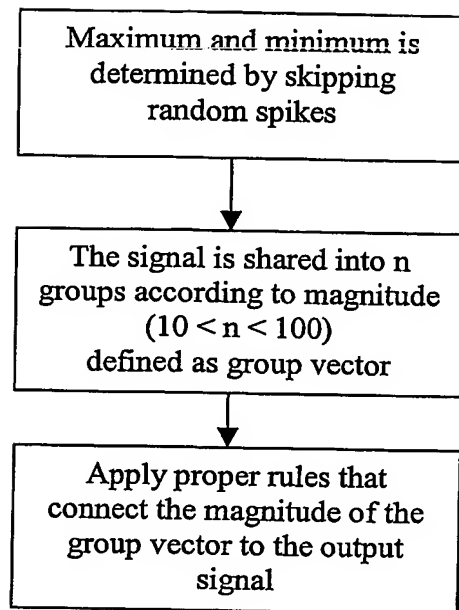 Maximum and minimum is
determined by skipping
random spikes
The signal is shared into n
groups according to magnitude
(10 < n < 100)
defined as group vector
Apply proper rules that
connect the magnitude of the
group vector to the output
signal